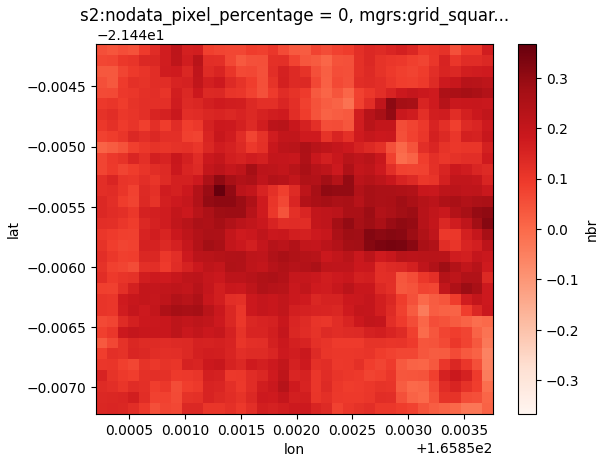 s2:nodata_pixel_percentage = 0, mgrs:grid_squar...
−2.144e1
−0.0045
−0.0050
−0.0055
−0.0060
−0.0065
−0.0070
lat
0.0005 0.0010 0.0015 0.0020 0.0025 0.0030 0.0035
lon
+1.6585e2
0.3
0.2
0.1
0.0
−0.1
−0.2
−0.3
nbr